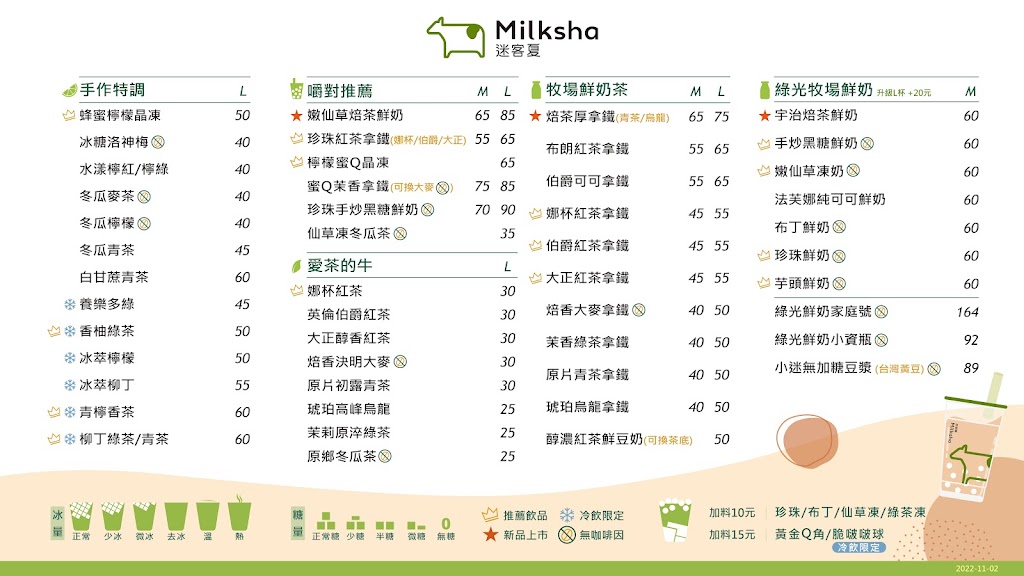 Milksha
迷客夏
手作特調 L
蜂蜜檸檬晶凍 50
冰糖洛神梅 40
水漾檸紅/檸綠 40
冬瓜麥茶 40
冬瓜檸檬 40
冬瓜青茶 45
白甘蔗青茶 60
養樂多綠 45
香柚綠茶 50
冰萃檸檬 50
冰萃柳丁 55
青檸香茶 60
柳丁綠茶/青茶 60
嚼對推薦 M L
嫩仙草焙茶鮮奶 65 85
珍珠紅茶拿鐵(娜杯/伯爵/大正) 55 65
檸檬蜜Q晶凍 65
蜜Q茉香拿鐵(可換大麥) 75 85
珍珠手炒黑糖鮮奶 70 90
仙草凍冬瓜茶 35
愛茶的牛 L
娜杯紅茶 30
英倫伯爵紅茶 30
大正醇香紅茶 30
焙香決明大麥 30
原片初露青茶 30
琥珀高峰烏龍 25
茉莉原淬綠茶 25
原鄉冬瓜茶 25
牧場鮮奶茶 M L
焙茶厚拿鐵(青茶/烏龍) 65 75
布朗紅茶拿鐵 55 65
伯爵可可拿鐵 55 65
娜杯紅茶拿鐵 45 55
伯爵紅茶拿鐵 45 55
大正紅茶拿鐵 45 55
焙香大麥拿鐵 40 50
茉香綠茶拿鐵 40 50
原片青茶拿鐵 40 50
琥珀烏龍拿鐵 40 50
醇濃紅茶鮮豆奶(可換茶底) 50
綠光牧場鮮奶 升級L杯 +20元 M
宇治焙茶鮮奶 60
手炒黑糖鮮奶 60
嫩仙草凍奶 60
法芙娜純可可鮮奶 60
布丁鮮奶 60
珍珠鮮奶 60
芋頭鮮奶 60
綠光鮮奶家庭號 164
綠光鮮奶小資瓶 92
小迷無加糖豆漿 (台灣黃豆) 89
Milksha
冰量
正常 少冰 微冰 去冰 溫 熱
糖量
0
正常糖 少糖 半糖 微糖 無糖
推薦飲品 冷飲限定
新品上市 無咖啡因
加料10元 珍珠/布丁/仙草凍/綠茶凍
加料15元 黃金Q角/脆啵啵球
冷飲限定
2022-11-02